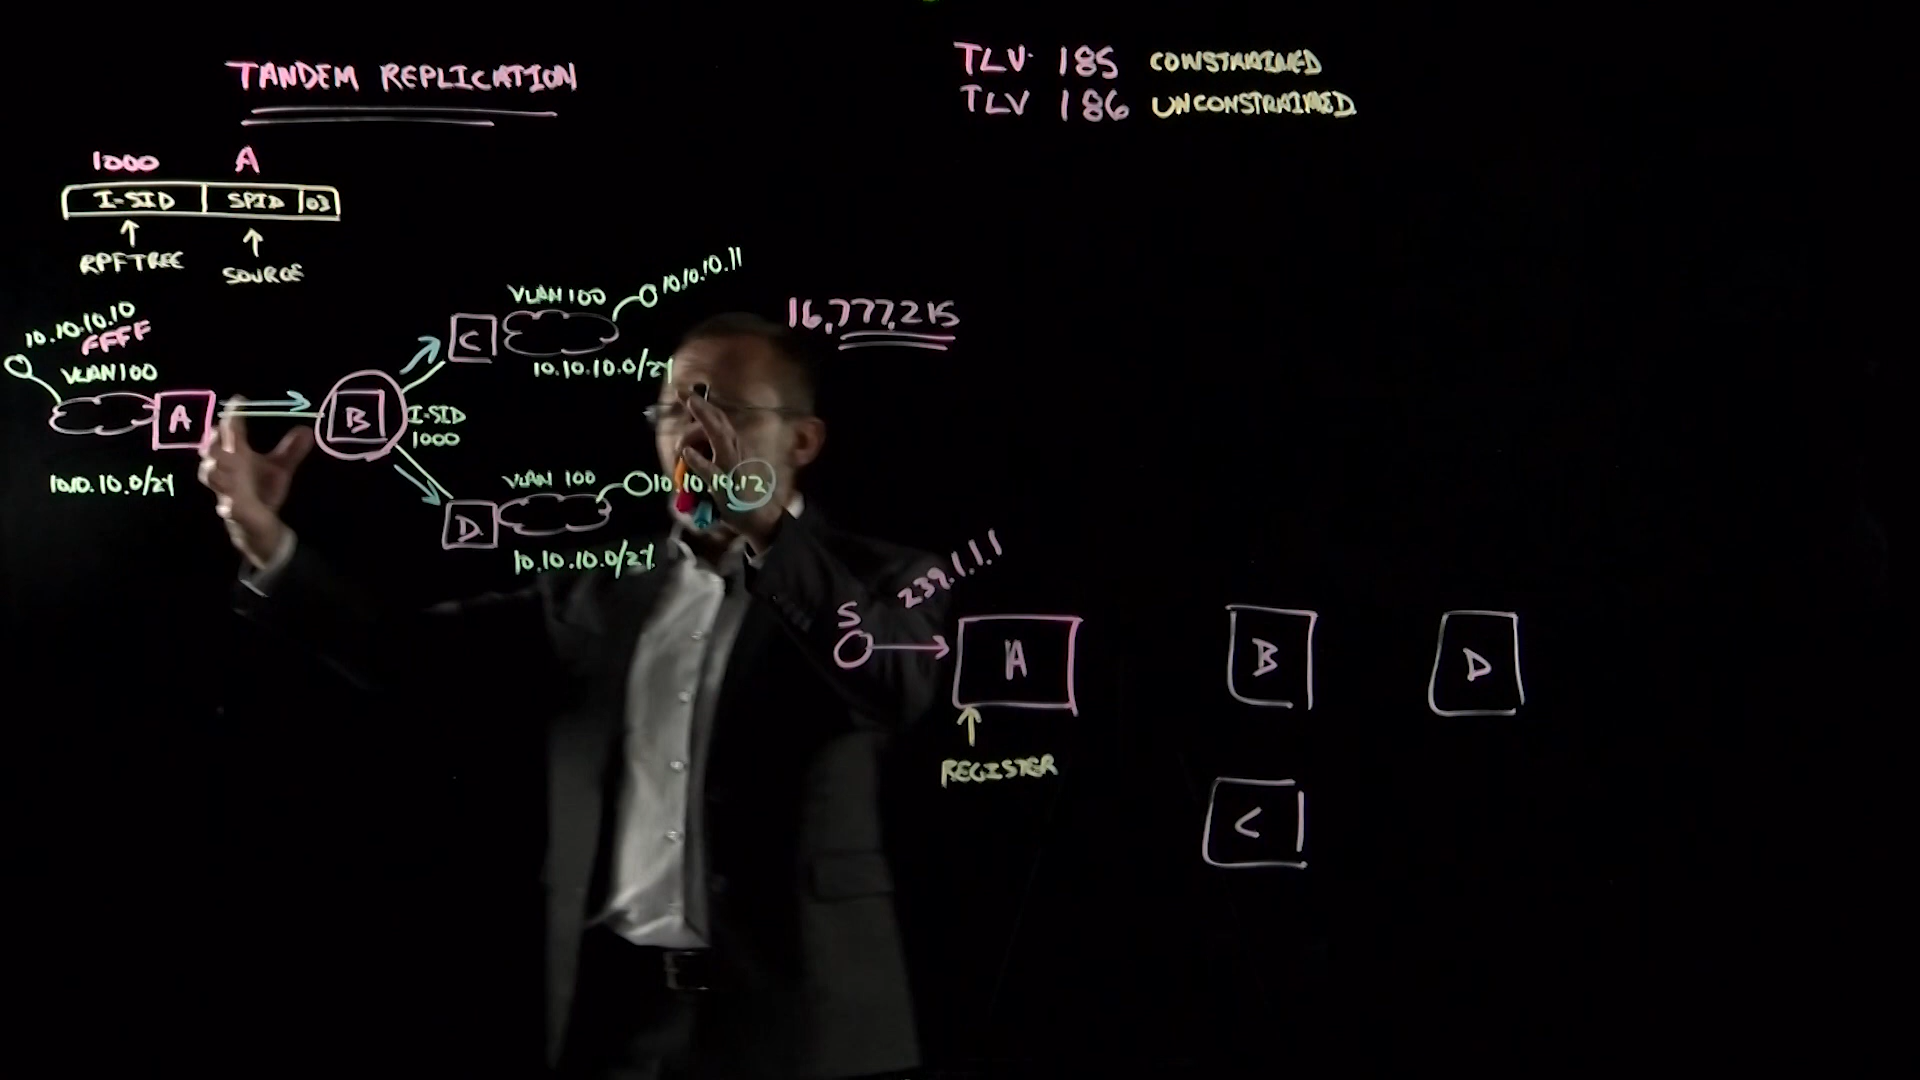 TANDEM REPLICATION
TLV 185 CONSTRAINED
TLV 186 UNCONSTRAINED
1000 A
I-SID SPID 03
RPFTREE
SOURCE
10.10.10.10
FFFF
VLAN 100
A
10.10.10.0/24
B
I-SID
1000
C
VLAN 100
10.10.10.11
10.10.10.0/24
D
VLAN 100
10.10.10.12
10.10.10.0/24
16,777,215
S
239.1.1.1
A
REGISTER
B
D
C